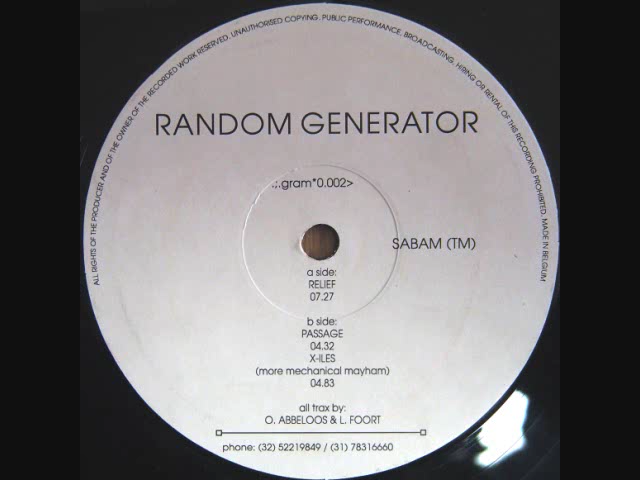 ALL RIGHTS OF THE PRODUCER AND OF THE OWNER OF THE RECORDED WORK RESERVED. UNAUTHORISED COPYING. PUBLIC PERFORMANCE, BROADCASTING, HIRING OR RENTAL OF THIS RECORDING PROHIBITED. MADE IN BELGIUM
RANDOM GENERATOR
.:.gram*0.002>
SABAM (TM)
a side:
RELIEF
07.27
b side:
PASSAGE
04.32
X-ILES
(more mechanical mayham)
04.83
all trax by:
O. ABBELOOS & L. FOORT
phone: (32) 52219849 / (31) 78316660